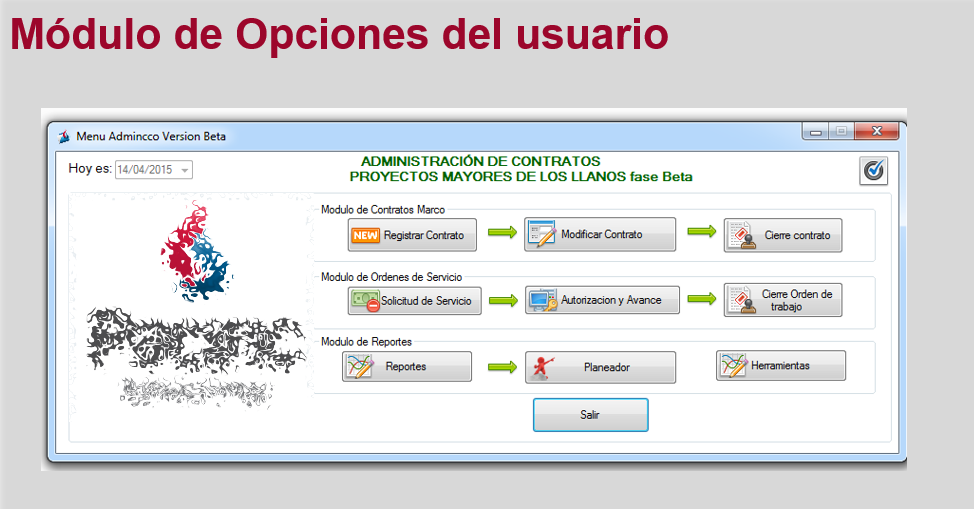 Módulo de Opciones del usuario
Menu Admincco Version Beta
Hoy es: 14/04/2015
ADMINISTRACIÓN DE CONTRATOS
PROYECTOS MAYORES DE LOS LLANOS fase Beta
Modulo de Contratos Marco
NEW Registrar Contrato
Modificar Contrato
Cierre contrato
Modulo de Ordenes de Servicio
Solicitud de Servicio
Autorizacion y Avance
Cierre Orden de
trabajo
Modulo de Reportes
Reportes
Planeador
Herramientas
Salir